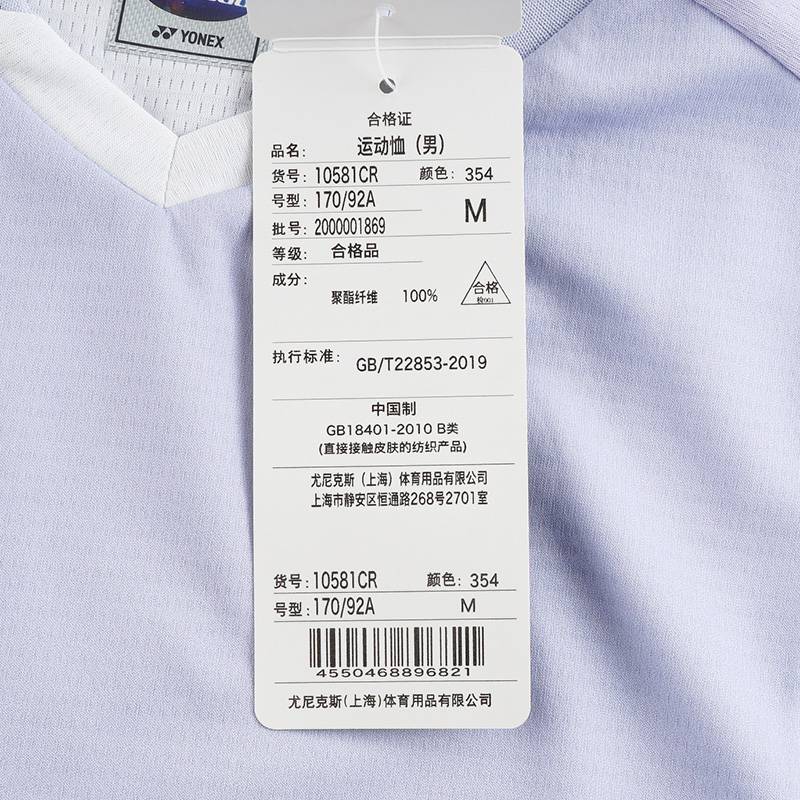 YONEX
合格证
品名: 运动恤（男）
货号: 10581CR 颜色: 354
号型: 170/92A M
批号: 2000001869
等级: 合格品
成分:
聚酯纤维 100%
合格
检001
执行标准: GB/T22853-2019
中国制
GB18401-2010 B类
(直接接触皮肤的纺织产品)
尤尼克斯（上海）体育用品有限公司
上海市静安区恒通路268号2701室
货号: 10581CR 颜色: 354
号型: 170/92A M
4550468896821
尤尼克斯(上海)体育用品有限公司